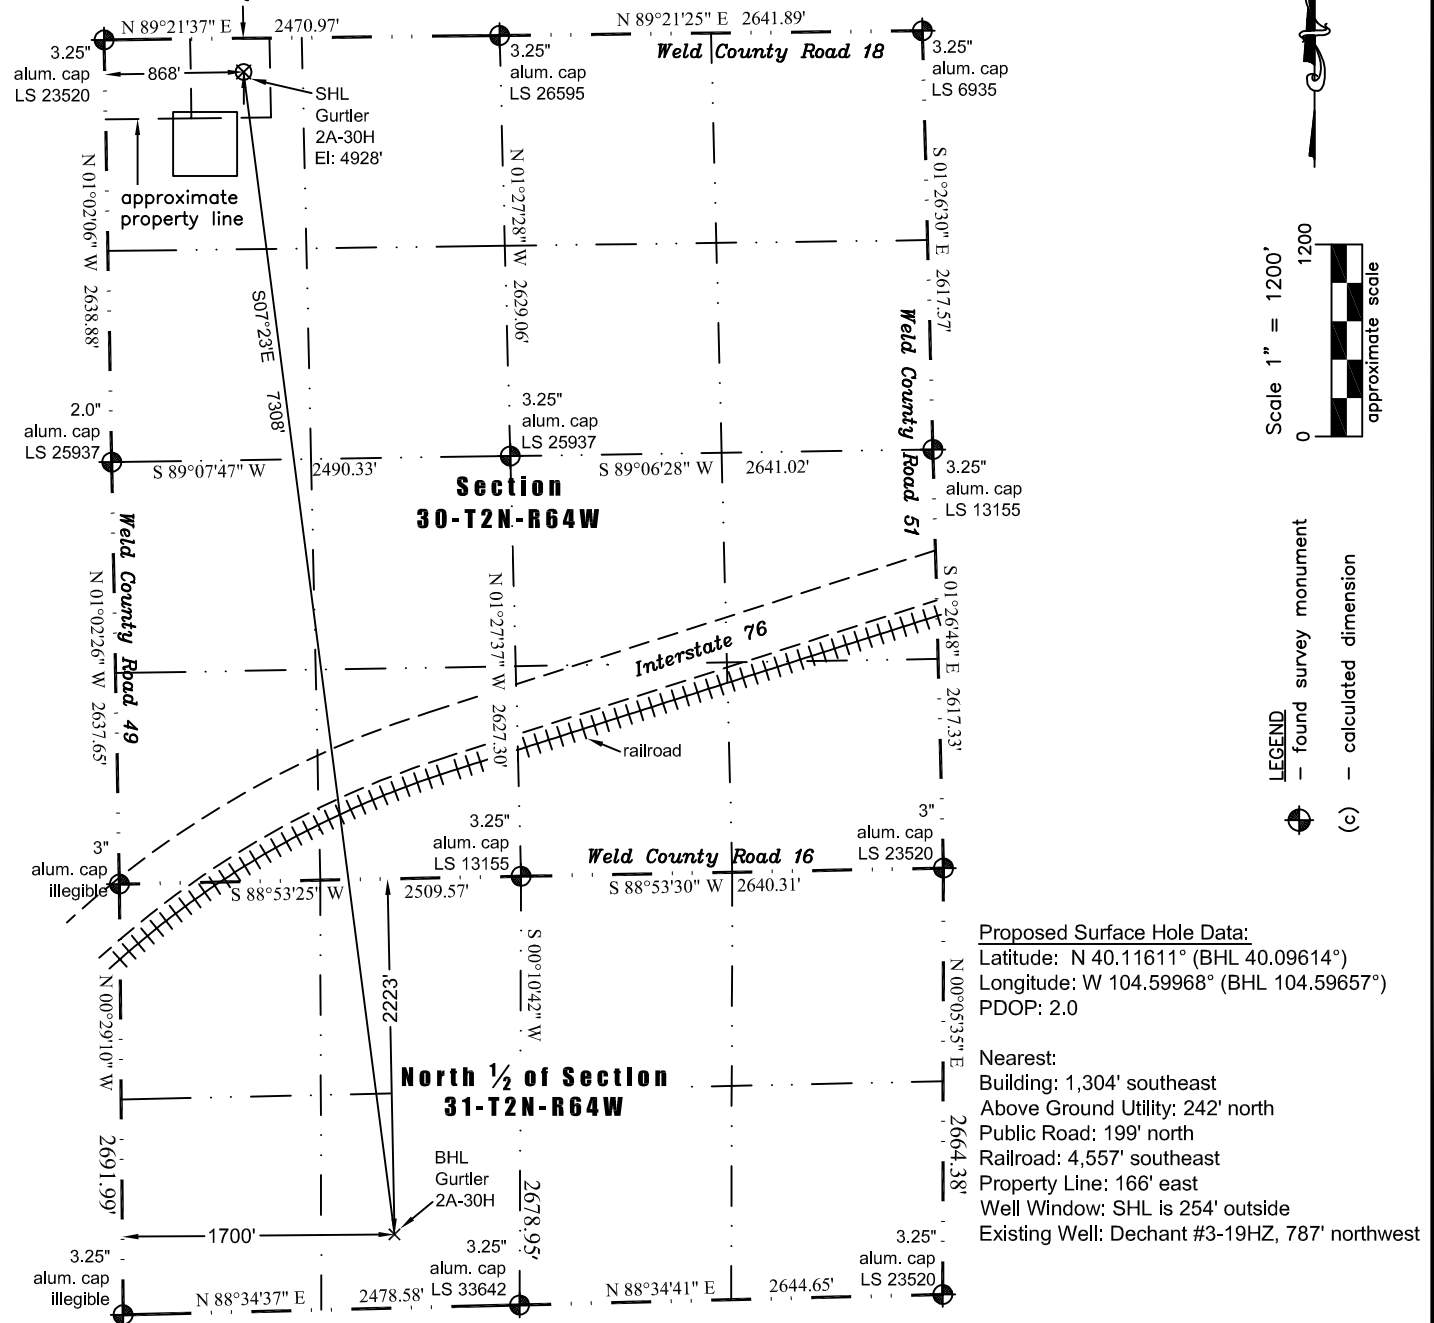 N 89°21'37" E 2470.97'
N 89°21'25" E 2641.89'
Weld County Road 18
3.25"
alum. cap
LS 23520
868'
3.25"
alum. cap
LS 26595
3.25"
alum. cap
LS 6935
SHL
Gurtler
2A-30H
El: 4928'
approximate
property line
N 01°02'06" W 2638.88'
N 01°27'28" W 2629.06'
S 01°26'30" E 2617.57'
S07°23'E 7308'
Weld County Road 51
Scale 1" = 1200'
0 1200
approximate scale
2.0"
alum. cap
LS 25937
3.25"
alum. cap
LS 25937
3.25"
alum. cap
LS 13155
S 89°07'47" W 2490.33'
S 89°06'28" W 2641.02'
Section
30-T2N-R64W
Weld County Road 49
N 01°02'26" W 2637.65'
N 01°27'37" W 2627.30'
S 01°26'48" E 2617.33'
Interstate 76
railroad
LEGEND
– found survey monument
(c) – calculated dimension
3"
alum. cap
illegible
3.25"
alum. cap
LS 13155
Weld County Road 16
3"
alum. cap
LS 23520
S 88°53'25" W 2509.57'
S 88°53'30" W 2640.31'
2223'
N 00°29'10" W 2691.99'
S 00°10'42" W 2678.95'
N 00°05'35" E 2664.38'
North ½ of Section
31-T2N-R64W
BHL
Gurtler
2A-30H
1700'
3.25"
alum. cap
illegible
3.25"
alum. cap
LS 33642
3.25"
alum. cap
LS 23520
N 88°34'37" E 2478.58'
N 88°34'41" E 2644.65'
Proposed Surface Hole Data:
Latitude: N 40.11611° (BHL 40.09614°)
Longitude: W 104.59968° (BHL 104.59657°)
PDOP: 2.0
Nearest:
Building: 1,304' southeast
Above Ground Utility: 242' north
Public Road: 199' north
Railroad: 4,557' southeast
Property Line: 166' east
Well Window: SHL is 254' outside
Existing Well: Dechant #3-19HZ, 787' northwest